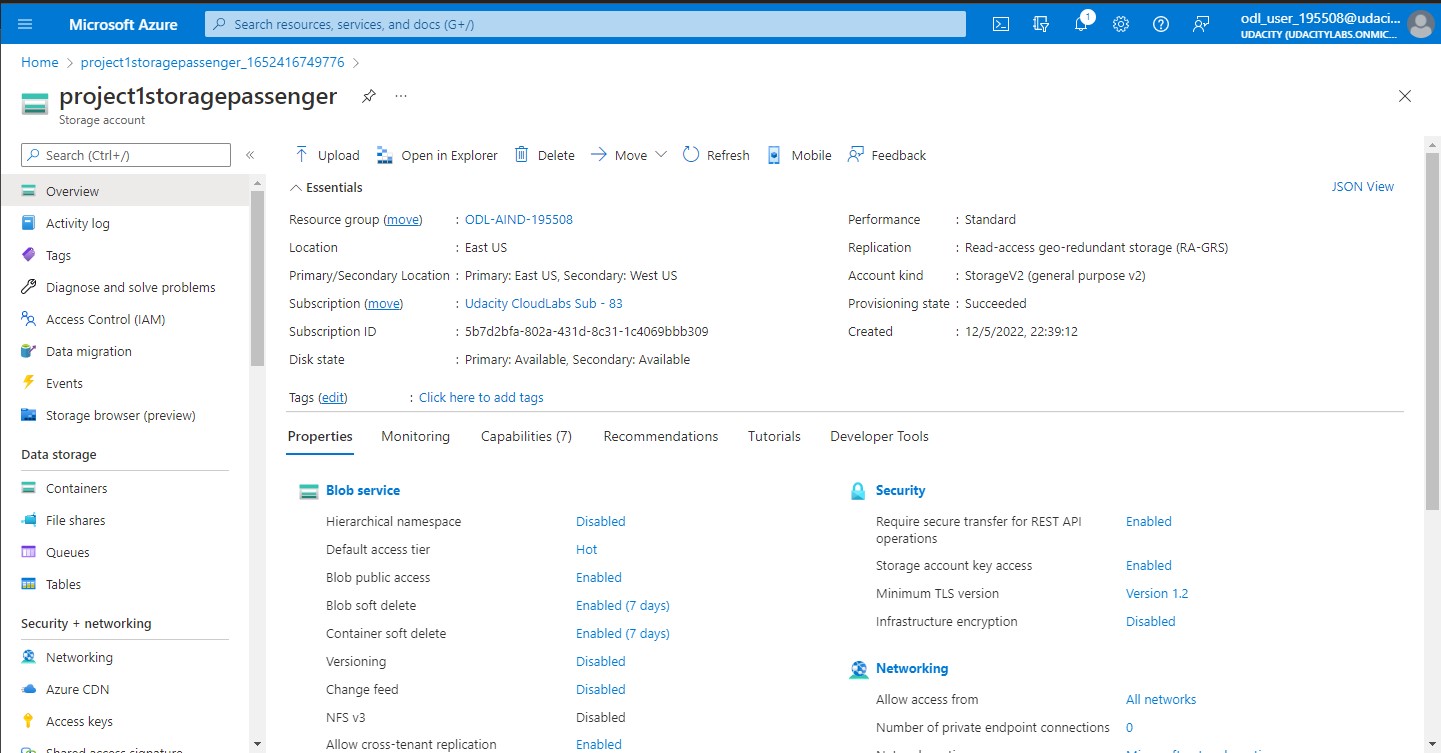 Microsoft Azure
Search resources, services, and docs (G+/)
1
odl_user_195508@udaci...
UDACITY (UDACITYLABS.ONMIC...
Home > project1storagepassenger_1652416749776 >
project1storagepassenger
...
Storage account
Search (Ctrl+/)
«
Overview
Activity log
Tags
Diagnose and solve problems
Access Control (IAM)
Data migration
Events
Storage browser (preview)
Data storage
Containers
File shares
Queues
Tables
Security + networking
Networking
Azure CDN
Access keys
Shared access signature
Upload Open in Explorer Delete Move Refresh Mobile Feedback
Essentials
JSON View
Resource group (move) : ODL-AIND-195508
Location : East US
Primary/Secondary Location : Primary: East US, Secondary: West US
Subscription (move) : Udacity CloudLabs Sub - 83
Subscription ID : 5b7d2bfa-802a-431d-8c31-1c4069bbb309
Disk state : Primary: Available, Secondary: Available
Performance : Standard
Replication : Read-access geo-redundant storage (RA-GRS)
Account kind : StorageV2 (general purpose v2)
Provisioning state : Succeeded
Created : 12/5/2022, 22:39:12
Tags (edit) : Click here to add tags
Properties Monitoring Capabilities (7) Recommendations Tutorials Developer Tools
Blob service
Hierarchical namespace Disabled
Default access tier Hot
Blob public access Enabled
Blob soft delete Enabled (7 days)
Container soft delete Enabled (7 days)
Versioning Disabled
Change feed Disabled
NFS v3 Disabled
Allow cross-tenant replication Enabled
Security
Require secure transfer for REST API
operations Enabled
Storage account key access Enabled
Minimum TLS version Version 1.2
Infrastructure encryption Disabled
Networking
Allow access from All networks
Number of private endpoint connections 0